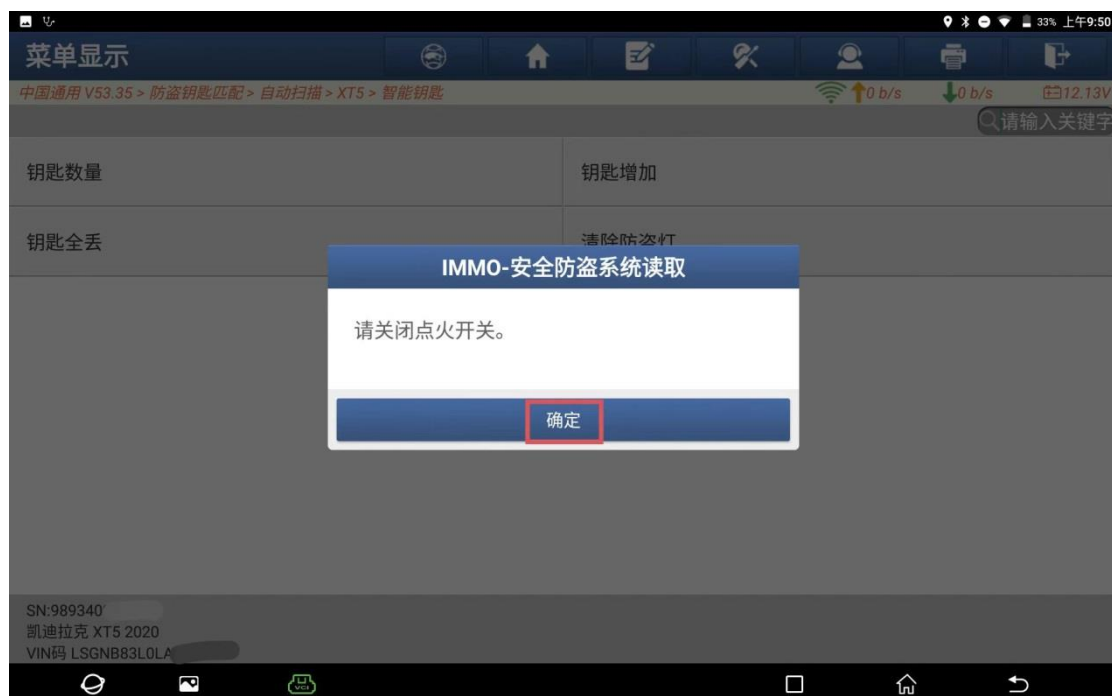 33% 上午9:50
菜单显示
中国通用 V53.35 > 防盗钥匙匹配 > 自动扫描 > XT5 > 智能钥匙
0 b/s 0 b/s 12.13V
请输入关键字
钥匙数量 钥匙增加
钥匙全丢 清除防盗灯
IMMO-安全防盗系统读取
请关闭点火开关。
确定
SN:989340
凯迪拉克 XT5 2020
VIN码 LSGNB83L0LA
VCI